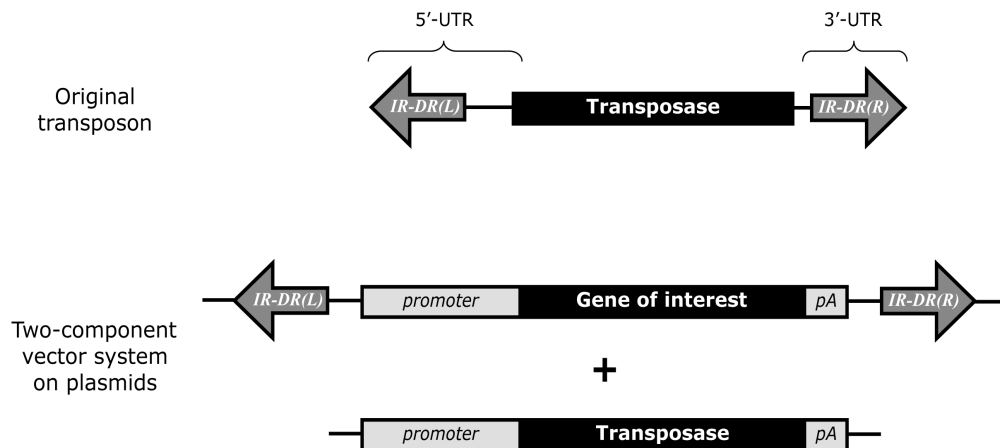 5′-UTR
3′-UTR
Original
transposon
IR-DR(L)
Transposase
IR-DR(R)
IR-DR(L)
promoter
Gene of interest
pA
IR-DR(R)
Two-component
vector system
on plasmids
+
promoter
Transposase
pA